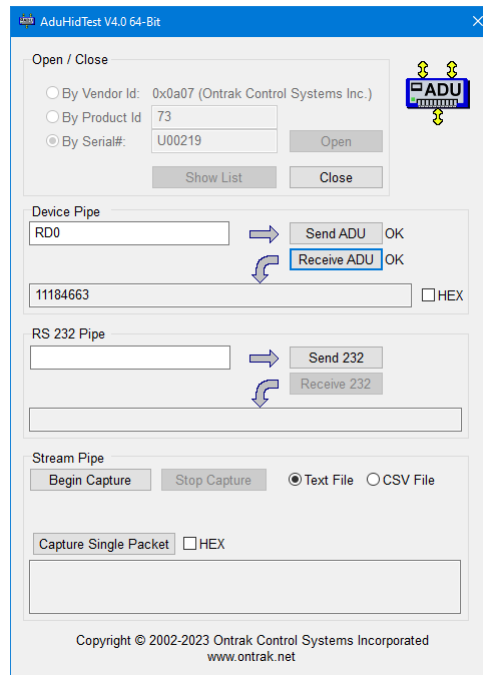 AduHidTest V4.0 64-Bit
Open / Close
By Vendor Id: 0x0a07 (Ontrak Control Systems Inc.)
ADU
By Product Id 73
By Serial#: U00219 Open
Show List Close
Device Pipe
RD0 Send ADU OK
Receive ADU OK
11184663 HEX
RS 232 Pipe
Send 232
Receive 232
Stream Pipe
Begin Capture Stop Capture Text File CSV File
Capture Single Packet HEX
Copyright © 2002-2023 Ontrak Control Systems Incorporated
www.ontrak.net